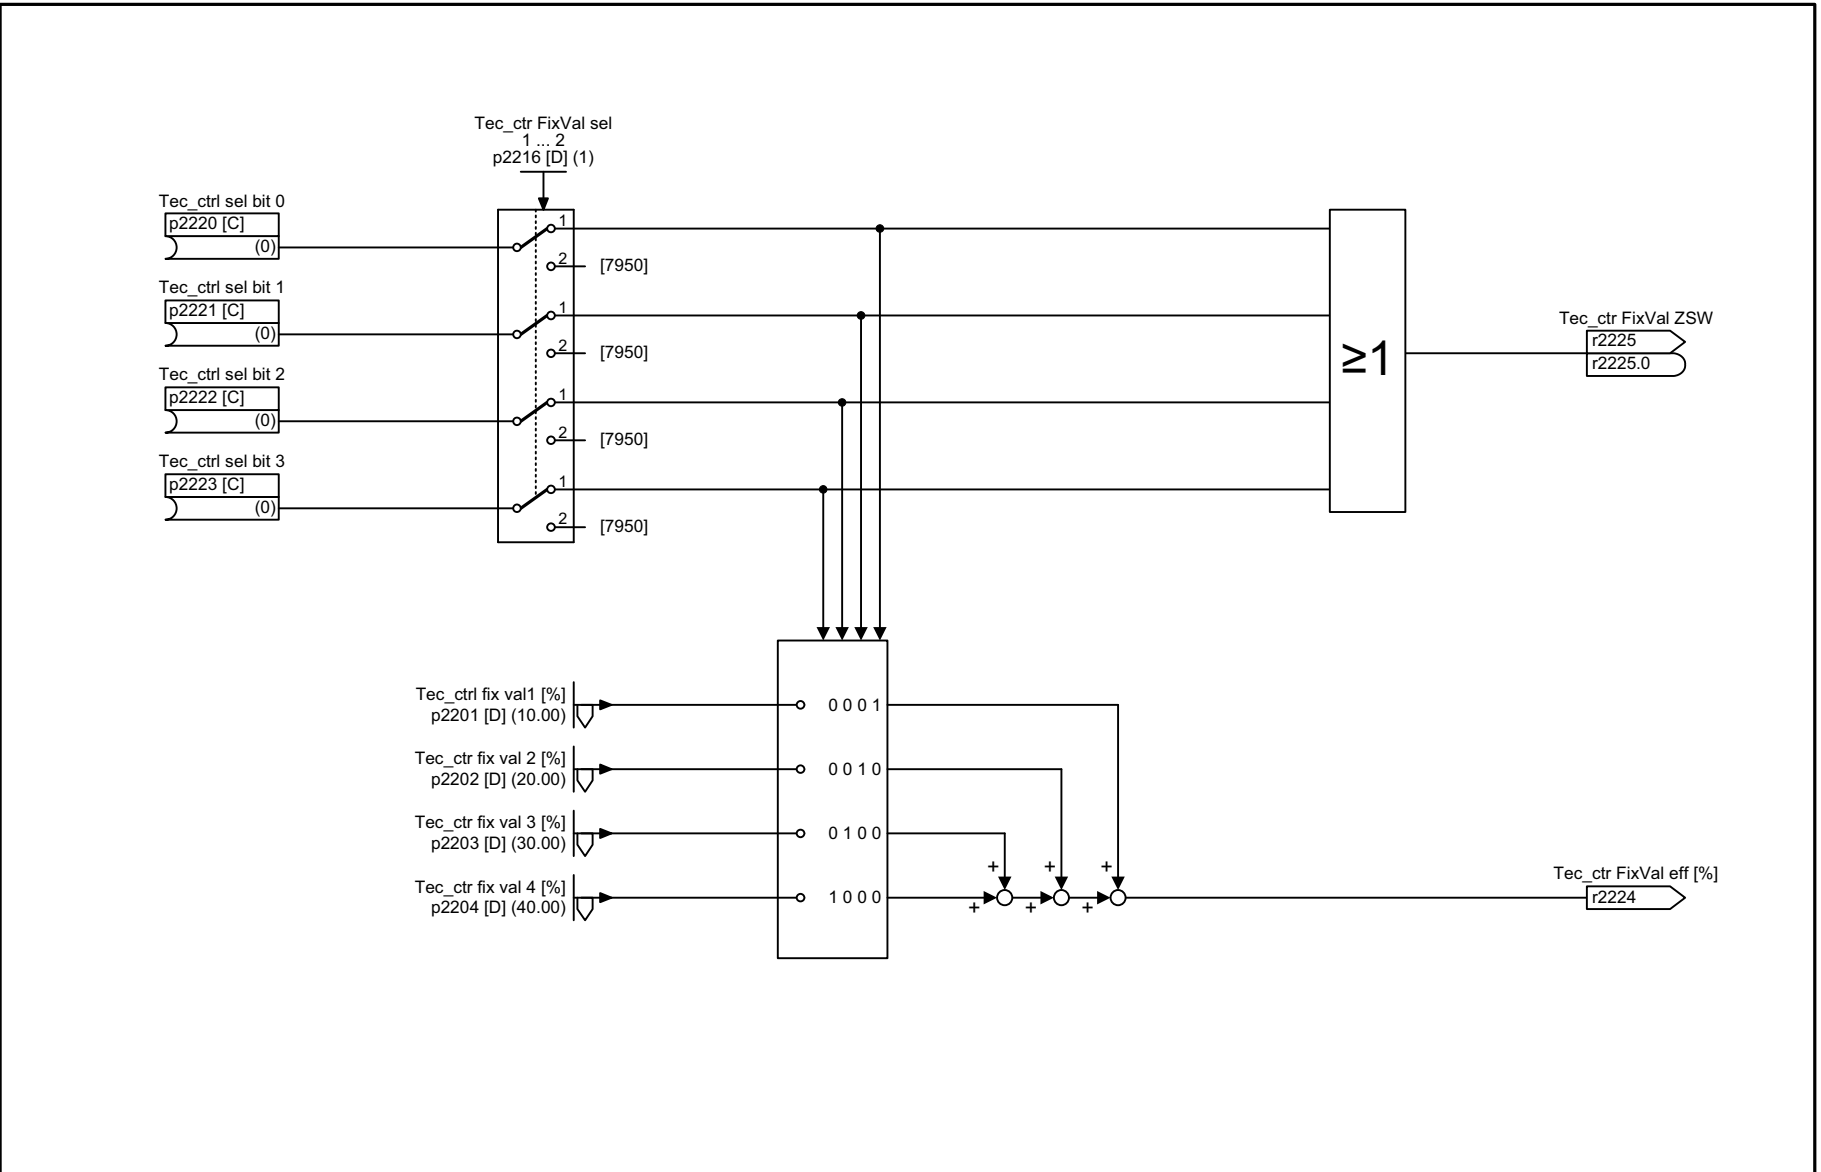 Tec_ctr FixVal sel
1 ... 2
p2216 [D] (1)
Tec_ctrl sel bit 0
p2220 [C]
(0)
1
2
[7950]
Tec_ctrl sel bit 1
p2221 [C]
(0)
1
2
[7950]
Tec_ctr FixVal ZSW
r2225
r2225.0
≥1
Tec_ctrl sel bit 2
p2222 [C]
(0)
1
2
[7950]
Tec_ctrl sel bit 3
p2223 [C]
(0)
1
2
[7950]
Tec_ctrl fix val1 [%]
p2201 [D] (10.00)
0 0 0 1
Tec_ctr fix val 2 [%]
p2202 [D] (20.00)
0 0 1 0
Tec_ctr fix val 3 [%]
p2203 [D] (30.00)
0 1 0 0
+ + +
Tec_ctr fix val 4 [%]
p2204 [D] (40.00)
1 0 0 0
+ + +
Tec_ctr FixVal eff [%]
r2224